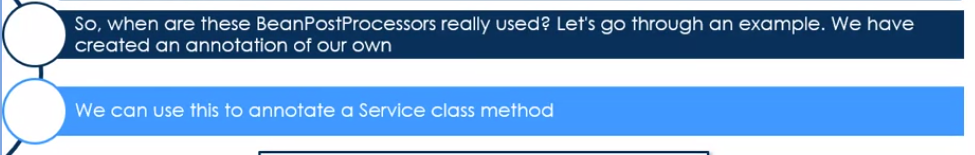 So, when are these BeanPostProcessors really used? Let's go through an example. We have
created an annotation of our own
We can use this to annotate a Service class method